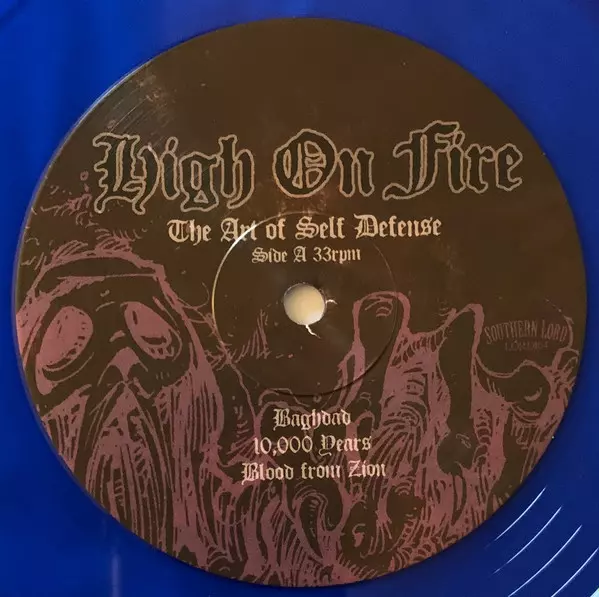 High On Fire
The Art of Self Defense
Side A 33rpm
SOUTHERN LORD
Baghdad
10,000 Years
Blood from Zion